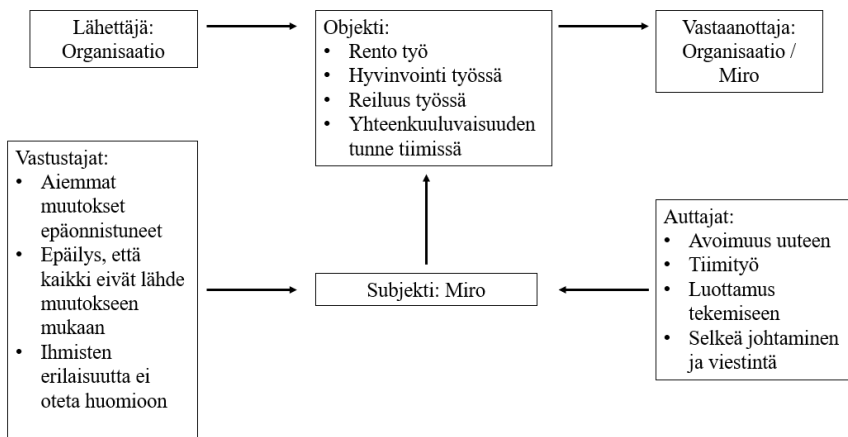 Lähettäjä:
Organisaatio
Objekti:
• Rento työ
• Hyvinvointi työssä
• Reiluus työssä
• Yhteenkuuluvaisuuden
tunne tiimissä
Vastaanottaja:
Organisaatio /
Miro
Vastustajat:
• Aiemmat
muutokset
epäonnistuneet
• Epäilys, että
kaikki eivät lähde
muutokseen
mukaan
• Ihmisten
erilaisuutta ei
oteta huomioon
Subjekti: Miro
Auttajat:
• Avoimuus uuteen
• Tiimityö
• Luottamus
tekemiseen
• Selkeä johtaminen
ja viestintä